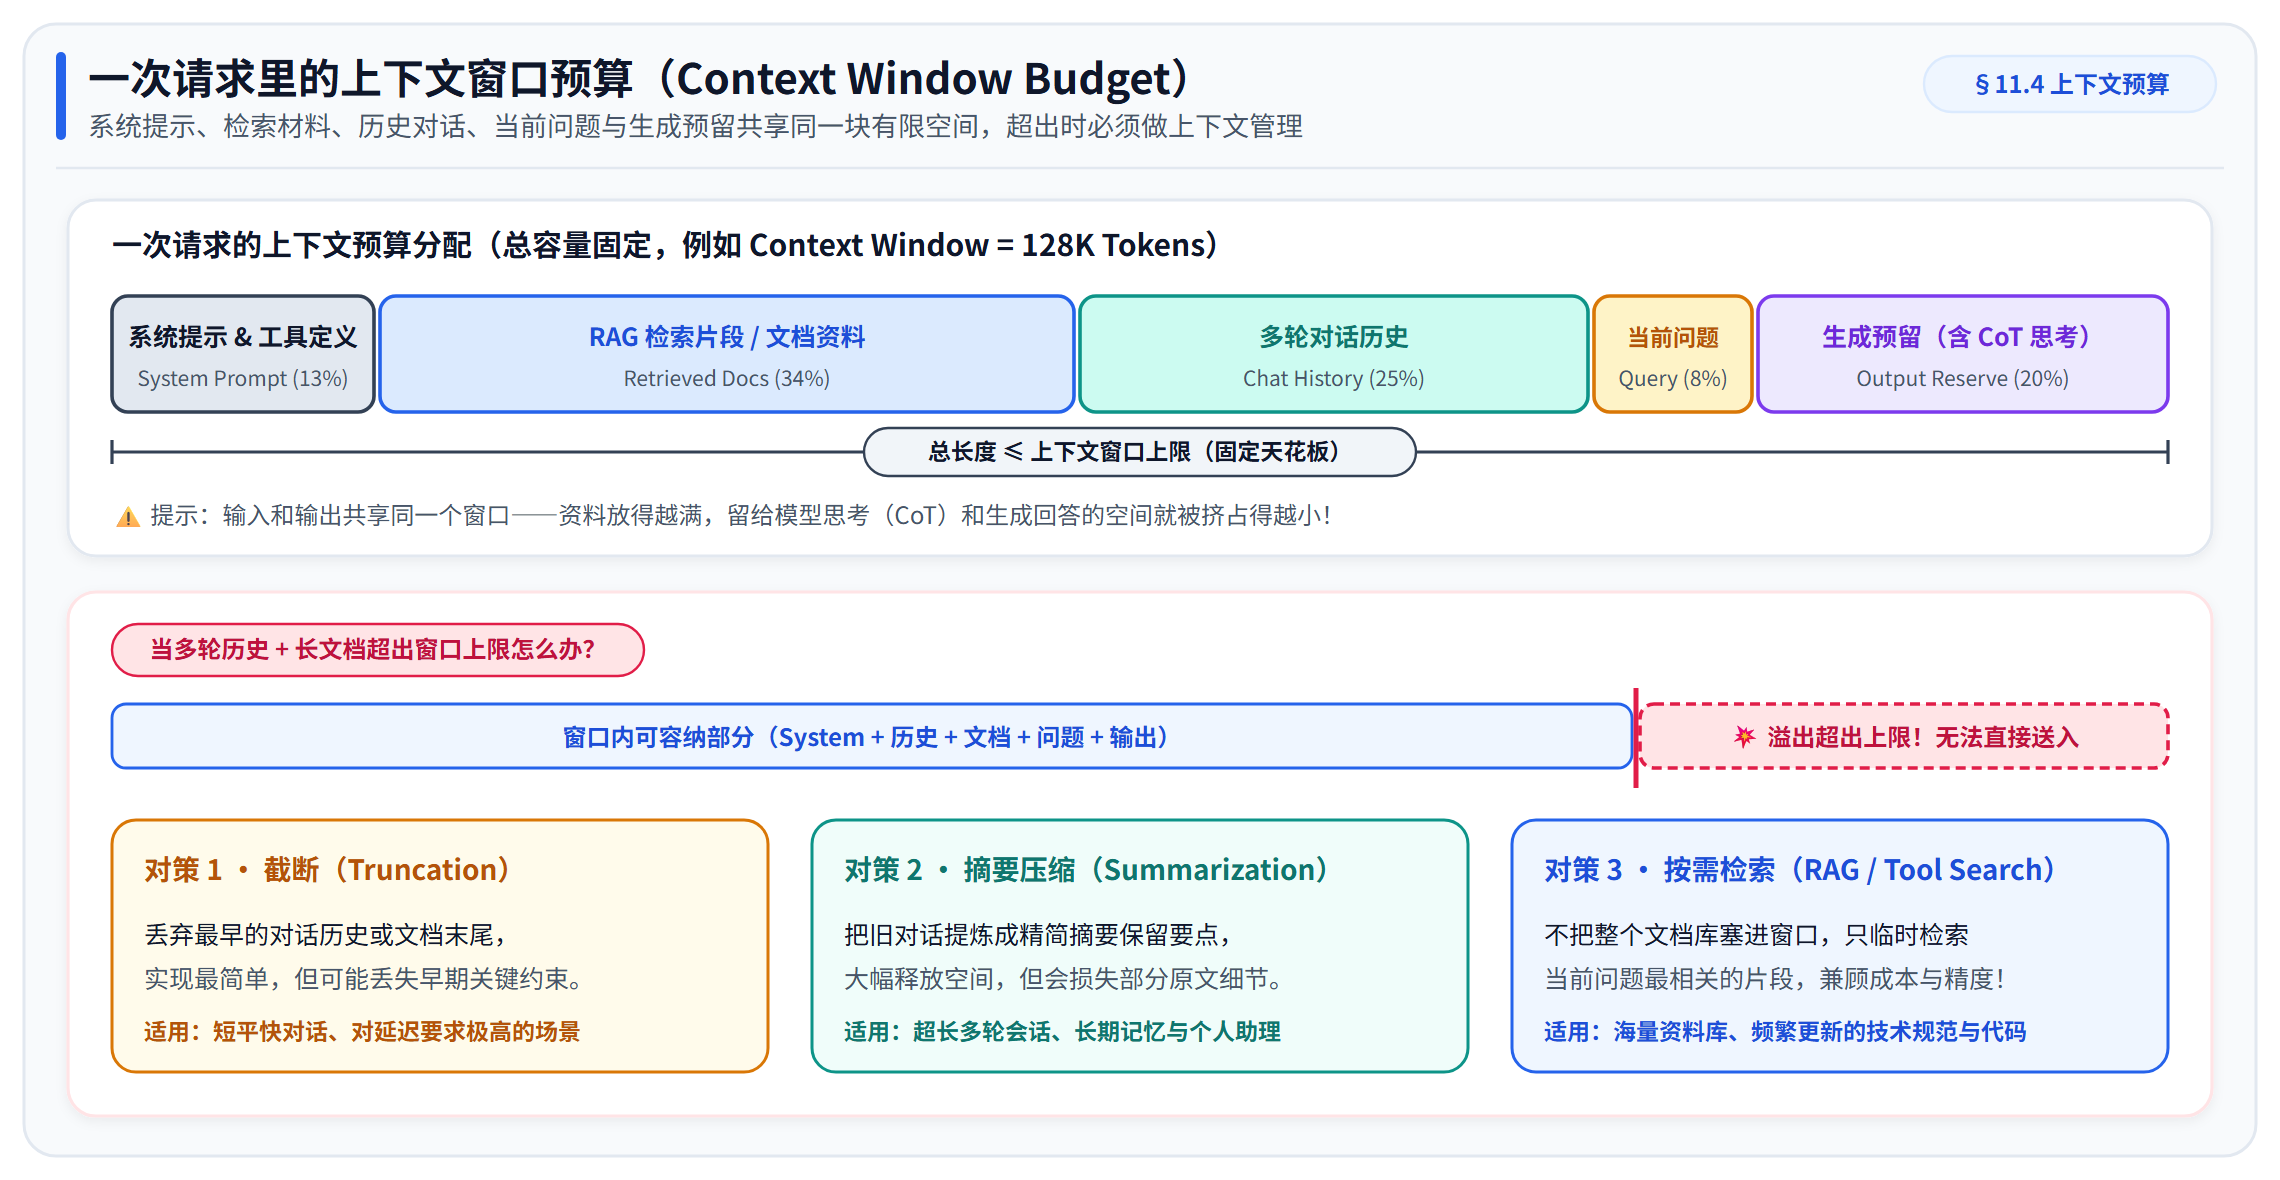 一次请求里的上下文窗口预算（Context Window Budget）
§ 11.4 上下文预算
系统提示、检索材料、历史对话、当前问题与生成预留共享同一块有限空间，超出时必须做上下文管理
一次请求的上下文预算分配（总容量固定，例如 Context Window = 128K Tokens）
系统提示 & 工具定义
System Prompt (13%)
RAG 检索片段 / 文档资料
Retrieved Docs (34%)
多轮对话历史
Chat History (25%)
当前问题
Query (8%)
生成预留（含 CoT 思考）
Output Reserve (20%)
总长度 ≤ 上下文窗口上限（固定天花板）
⚠️ 提示：输入和输出共享同一个窗口——资料放得越满，留给模型思考（CoT）和生成回答的空间就被挤占得越小！
当多轮历史 + 长文档超出窗口上限怎么办？
窗口内可容纳部分（System + 历史 + 文档 + 问题 + 输出）
💥 溢出超出上限！无法直接送入
对策 1 · 截断（Truncation）
丢弃最早的对话历史或文档末尾，
实现最简单，但可能丢失早期关键约束。
适用：短平快对话、对延迟要求极高的场景
对策 2 · 摘要压缩（Summarization）
把旧对话提炼成精简摘要保留要点，
大幅释放空间，但会损失部分原文细节。
适用：超长多轮会话、长期记忆与个人助理
对策 3 · 按需检索（RAG / Tool Search）
不把整个文档库塞进窗口，只临时检索
当前问题最相关的片段，兼顾成本与精度！
适用：海量资料库、频繁更新的技术规范与代码